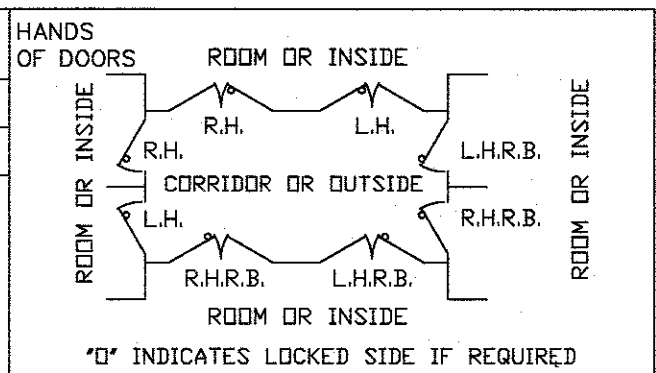 HANDS
OF DOORS
ROOM OR INSIDE
ROOM OR INSIDE
R.H.
L.H.
R.H.
L.H.R.B.
CORRIDOR OR OUTSIDE
ROOM OR INSIDE
L.H.
R.H.R.B.
R.H.R.B.
L.H.R.B.
ROOM OR INSIDE
"O" INDICATES LOCKED SIDE IF REQUIRED